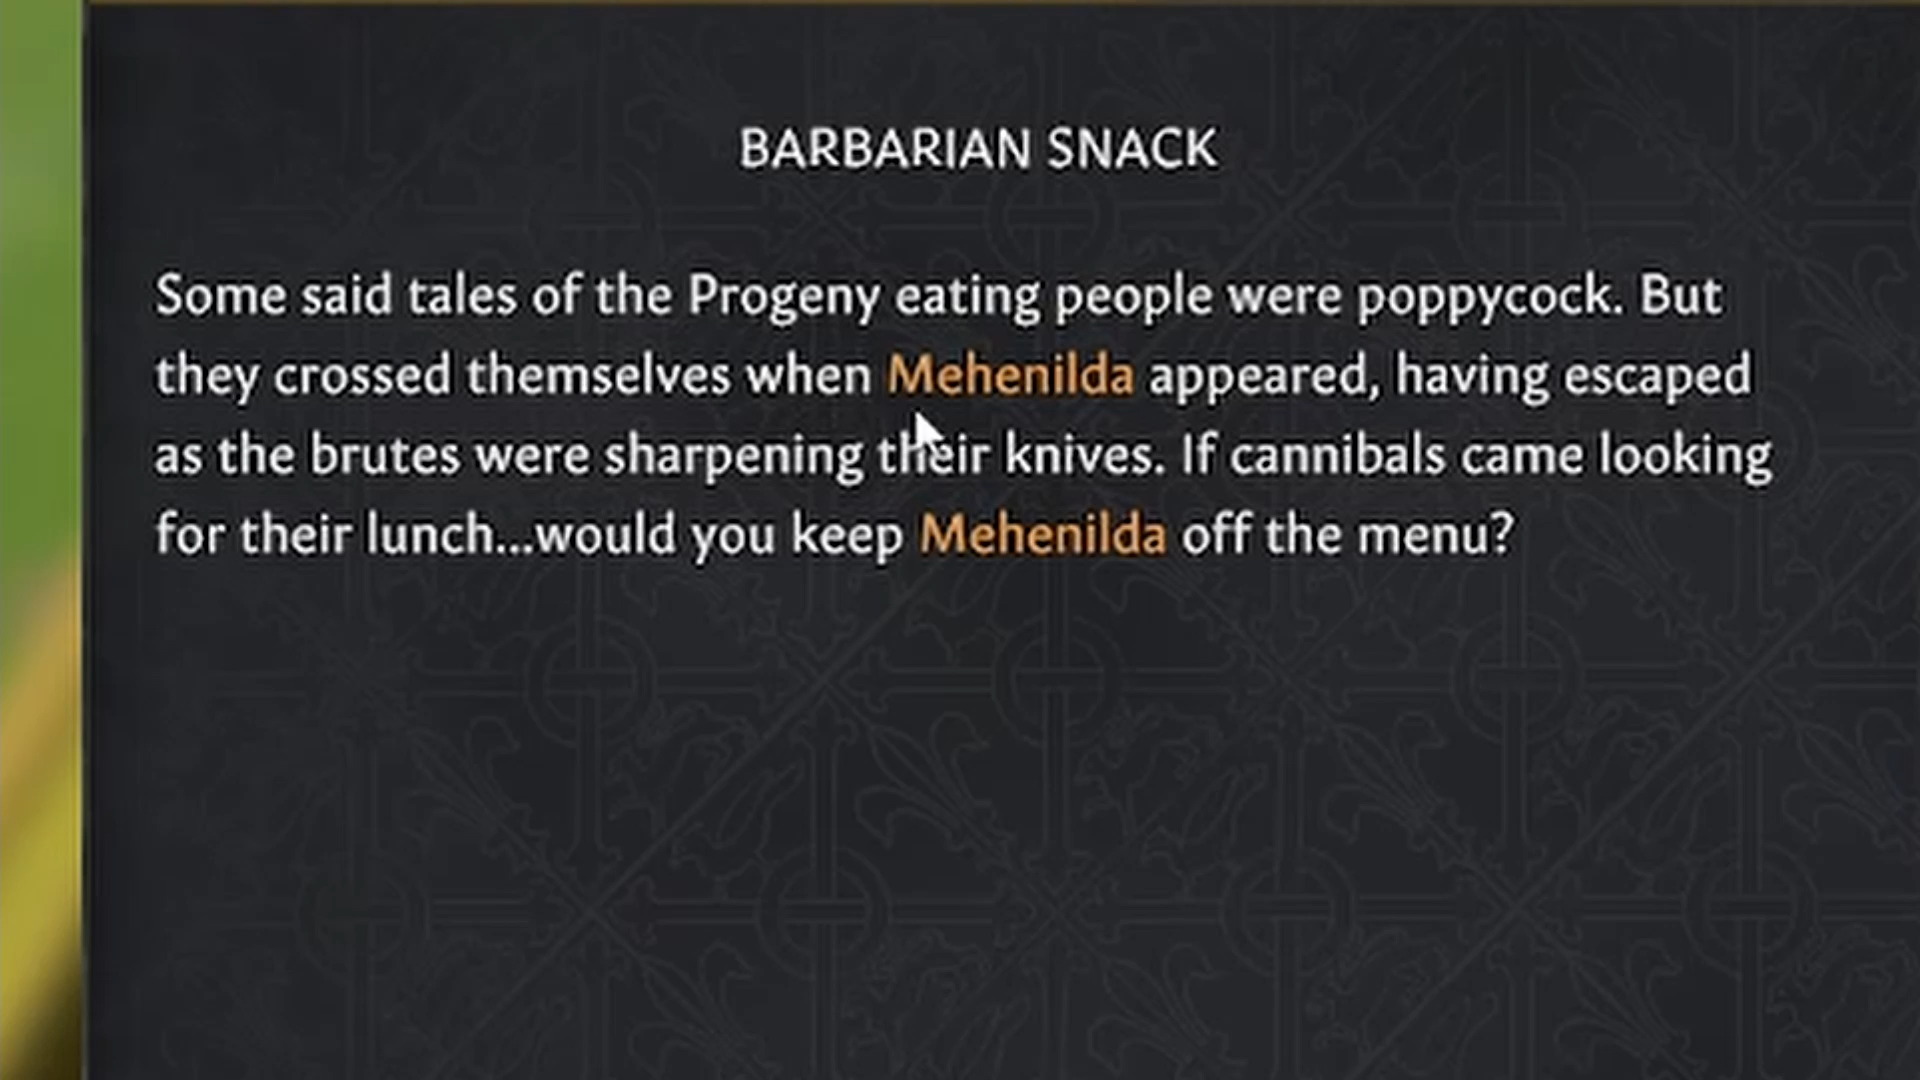 BARBARIAN SNACK
Some said tales of the Progeny eating people were poppycock. But
they crossed themselves when Mehenilda appeared, having escaped
as the brutes were sharpening their knives. If cannibals came looking
for their lunch...would you keep Mehenilda off the menu?